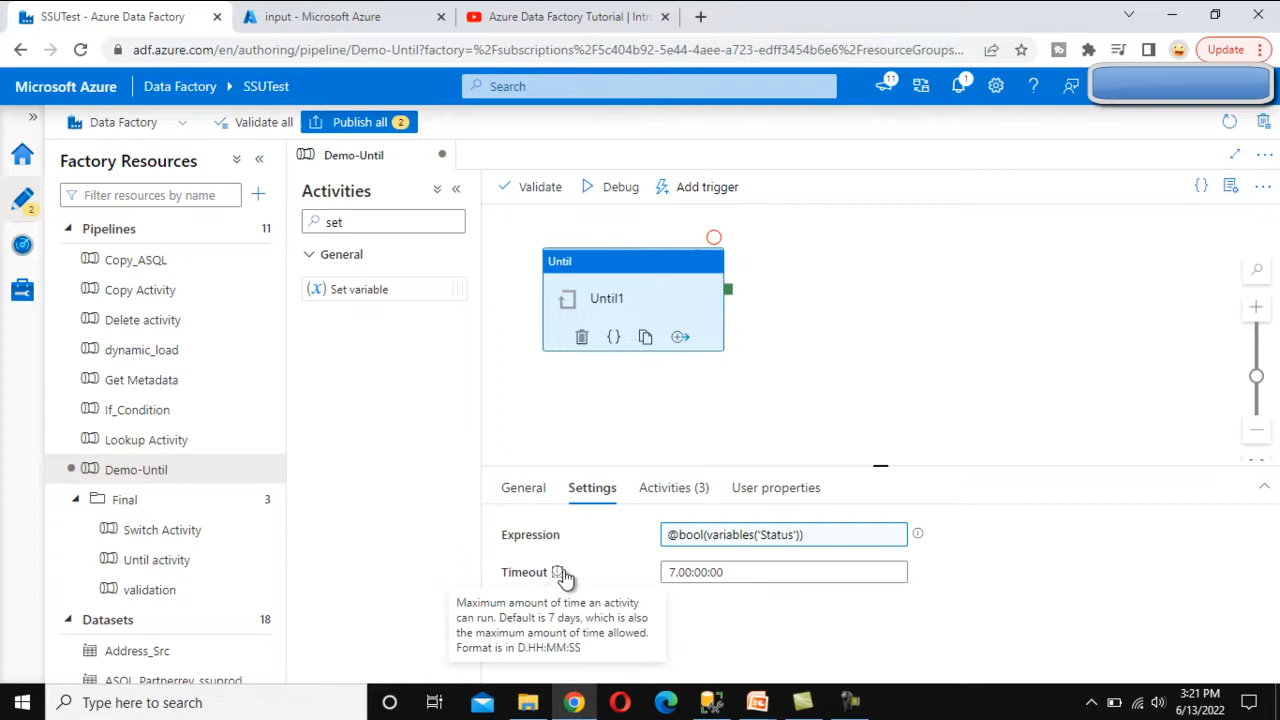 SSUTest - Azure Data Factory
input - Microsoft Azure
Azure Data Factory Tutorial | Intr
adf.azure.com/en/authoring/pipeline/Demo-Until?factory=%2Fsubscriptions%2F5c404b92-5e44-4aee-a723-edff3454b6e6%2FresourceGroups...
Update
Microsoft Azure
Data Factory
SSUTest
Search
11
1
Data Factory
Validate all
Publish all 2
Factory Resources
Demo-Until
2
Filter resources by name
Activities
Validate
Debug
Add trigger
set
Pipelines 11
General
Copy_ASQL
Set variable
Until
Copy Activity
Until1
Delete activity
dynamic_load
Get Metadata
If_Condition
Lookup Activity
Demo-Until
General
Settings
Activities (3)
User properties
Final 3
Switch Activity
Expression
@bool(variables('Status'))
Until activity
Timeout
7.00:00:00
validation
Maximum amount of time an activity
can run. Default is 7 days, which is also
the maximum amount of time allowed.
Format is in D.HH:MM:SS
Datasets 18
Address_Src
ASQL_Partnerrey_ssuprod
Type here to search
3:21 PM
6/13/2022